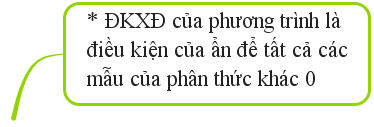 * ĐKXĐ của phương trình là
điều kiện của ẩn để tất cả các
mẫu của phân thức khác 0